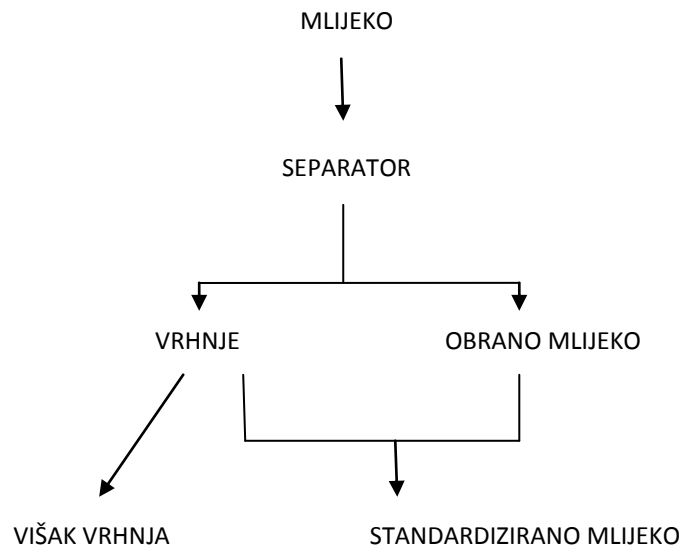 MLIJEKO
SEPARATOR
VRHNJE
OBRANO MLIJEKO
VIŠAK VRHNJA
STANDARDIZIRANO MLIJEKO